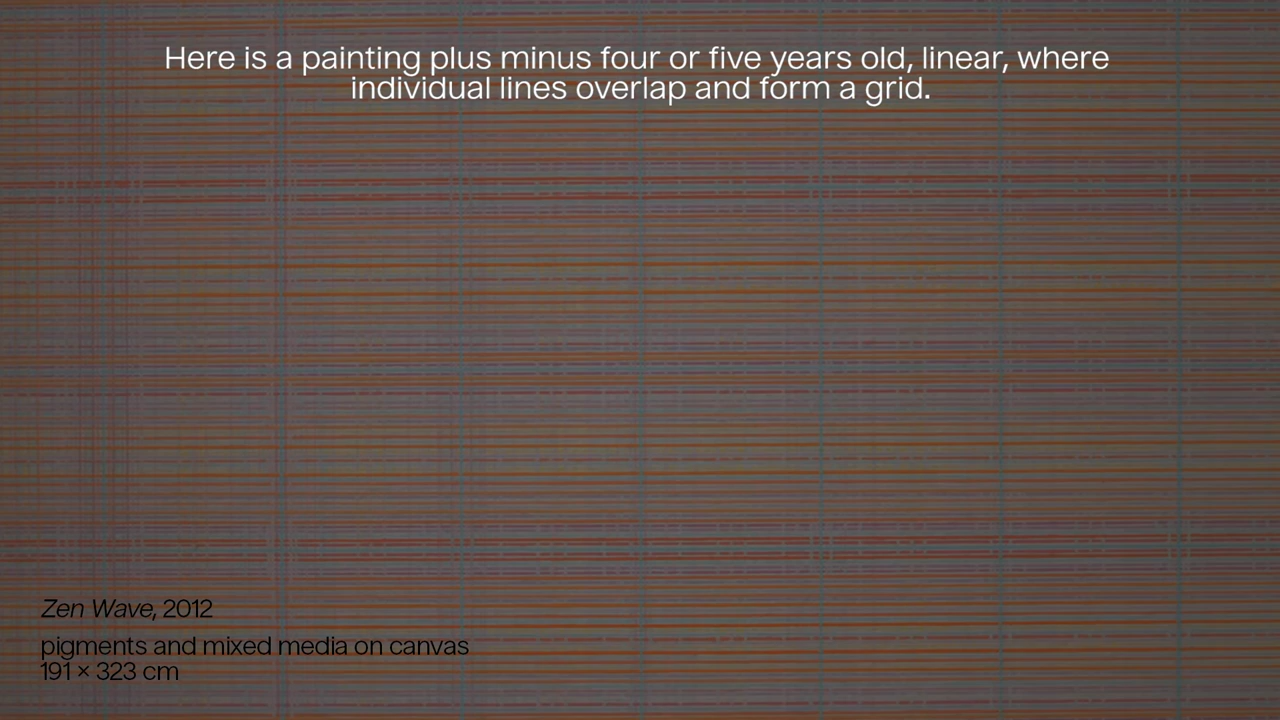 Here is a painting plus minus four or five years old, linear, where
individual lines overlap and form a grid.
Zen Wave, 2012
pigments and mixed media on canvas
191 × 323 cm